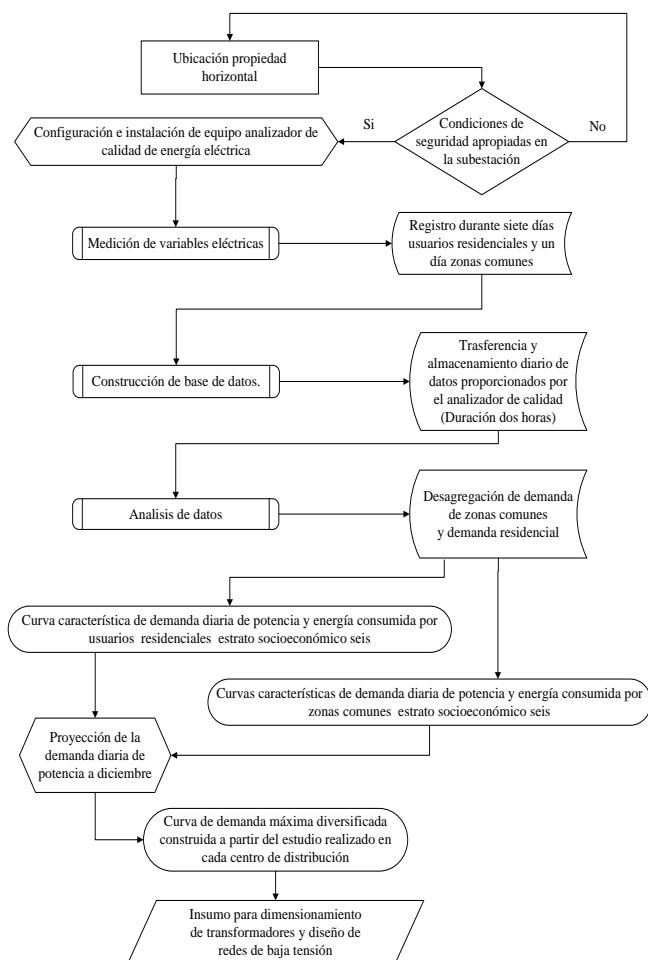 Ubicación propiedad
horizontal
Condiciones de
seguridad apropiadas en
la subestación
Si
No
Configuración e instalación de equipo analizador de
calidad de energía eléctrica
Medición de variables eléctricas
Registro durante siete días
usuarios residenciales y un
día zonas comunes
Construcción de base de datos.
Trasferencia y
almacenamiento diario de
datos proporcionados por
el analizador de calidad
(Duración dos horas)
Analisis de datos
Desagregación de demanda
de zonas comunes
y demanda residencial
Curva característica de demanda diaria de potencia y energía consumida por
usuarios residenciales estrato socioeconómico seis
Curvas características de demanda diaria de potencia y energía consumida por
zonas comunes estrato socioeconómico seis
Proyección de la
demanda diaria de
potencia a diciembre
Curva de demanda máxima diversificada
construida a partir del estudio realizado en
cada centro de distribución
Insumo para dimensionamiento
de transformadores y diseño de
redes de baja tensión